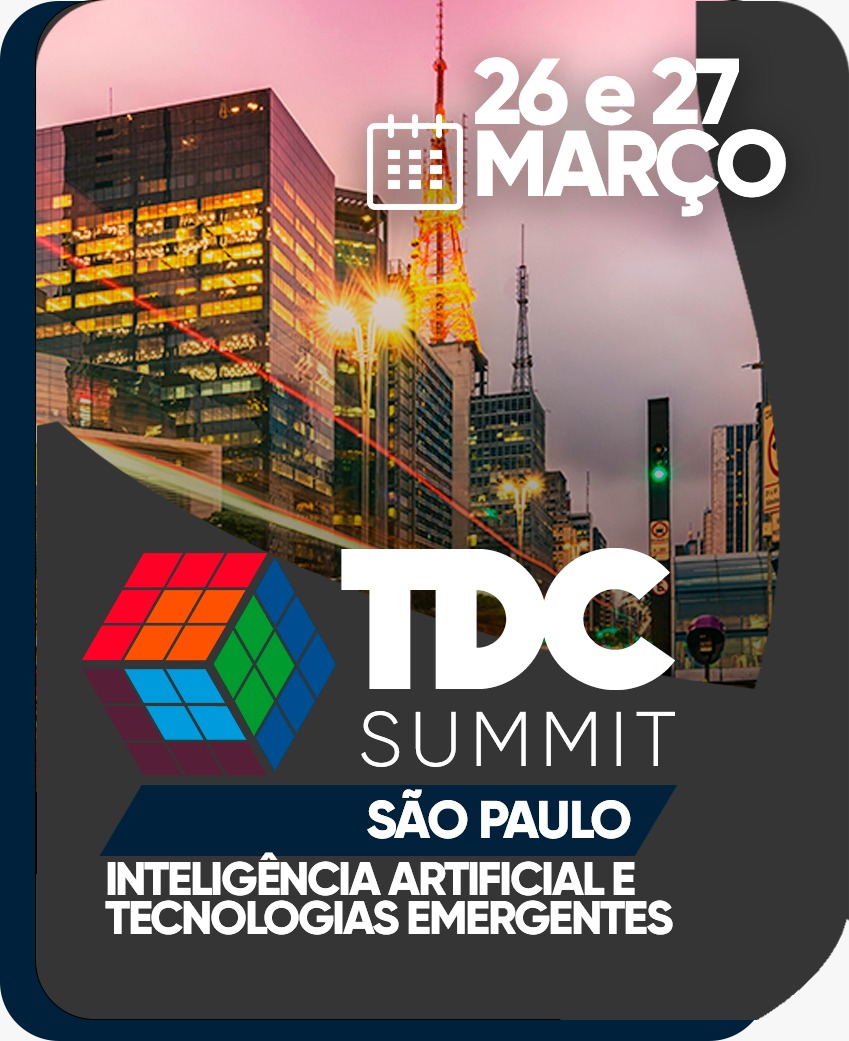 26 e 27
MARÇO
TDC
SUMMIT
SÃO PAULO
INTELIGÊNCIA ARTIFICIAL E
TECNOLOGIAS EMERGENTES